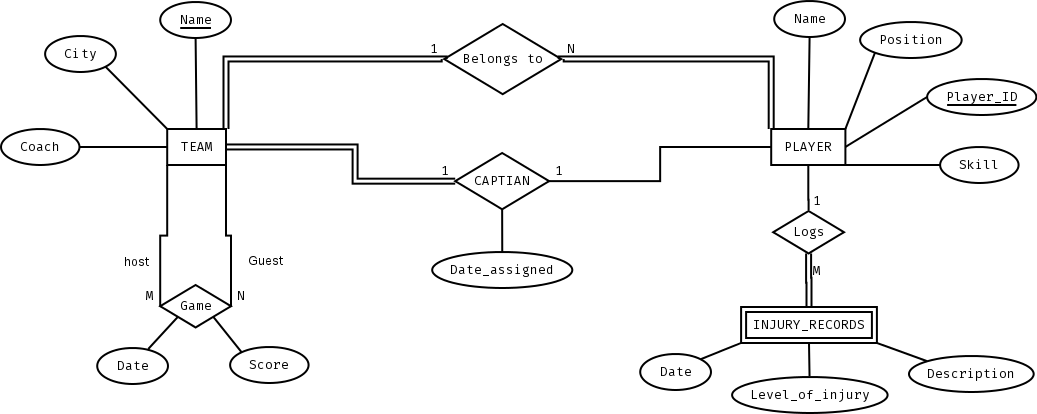 Name
Name
City
Position
1
Belongs to
N
Player_ID
Coach
TEAM
PLAYER
1
CAPTIAN
1
Skill
1
Logs
host
Guest
Date_assigned
M
M
Game
N
INJURY_RECORDS
Date
Score
Date
Level_of_injury
Description